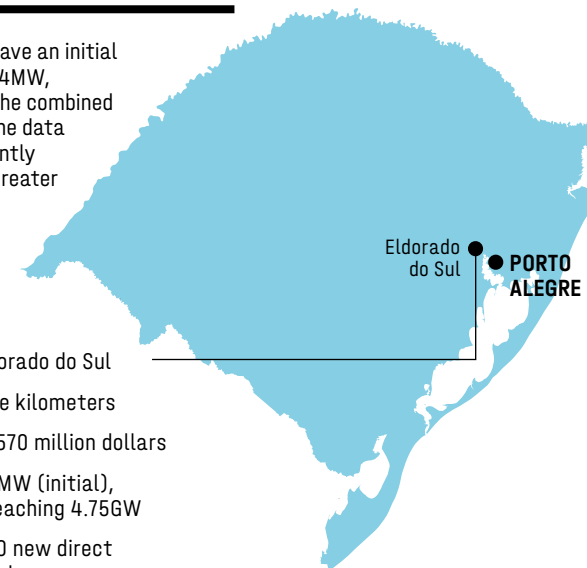 ave an initial
4MW,
he combined
ne data
ntly
reater
Eldorado
do Sul
PORTO
ALEGRE
orado do Sul
e kilometers
570 million dollars
MW (initial),
eaching 4.75GW
0 new direct